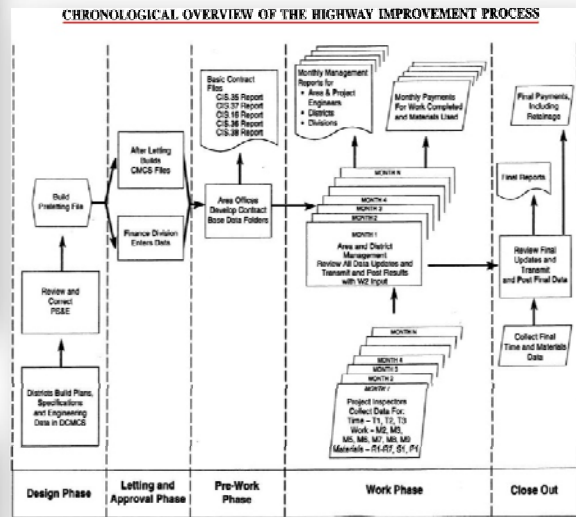 CHRONOLOGICAL OVERVIEW OF THE HIGHWAY IMPROVEMENT PROCESS
Basic Contract
Files
CIS.35 Report
CIS.37 Report
CIS.16 Report
CIS.36 Report
CIS.38 Report
Monthly Management
Reports for
• Area & Project
Engineers
• Districts
• Divisions
Monthly Payments
For Work Completed
and Materials Used
Final Payments,
Including
Retainage
After Letting
Builds
CMCS Files
Final Reports
Build
Preletting File
Finance Division
Enters Data
Area Offices
Develop Contract
Base Data Folders
MONTH N
MONTH 4
MONTH 3
MONTH 2
MONTH 1
Area and District
Management
Review All Data Updates and
Transmit and Post Results
with W2 Input
Review Final
Updates and
Transmit
and Post Final Data
Review and
Correct
PS&E
Collect Final
Time and Materials
Data
Districts Build Plans,
Specifications
and Engineering
Data in DCMCS
MONTH N
MONTH 4
MONTH 3
MONTH 2
MONTH 1
Project Inspectors
Collect Data For:
Time – T1, T2, T3
Work – M2, M3,
M5, M6, M7, M8, M9
Materials – R1-R7, S1, P1
Design Phase
Letting and
Approval Phase
Pre-Work
Phase
Work Phase
Close Out